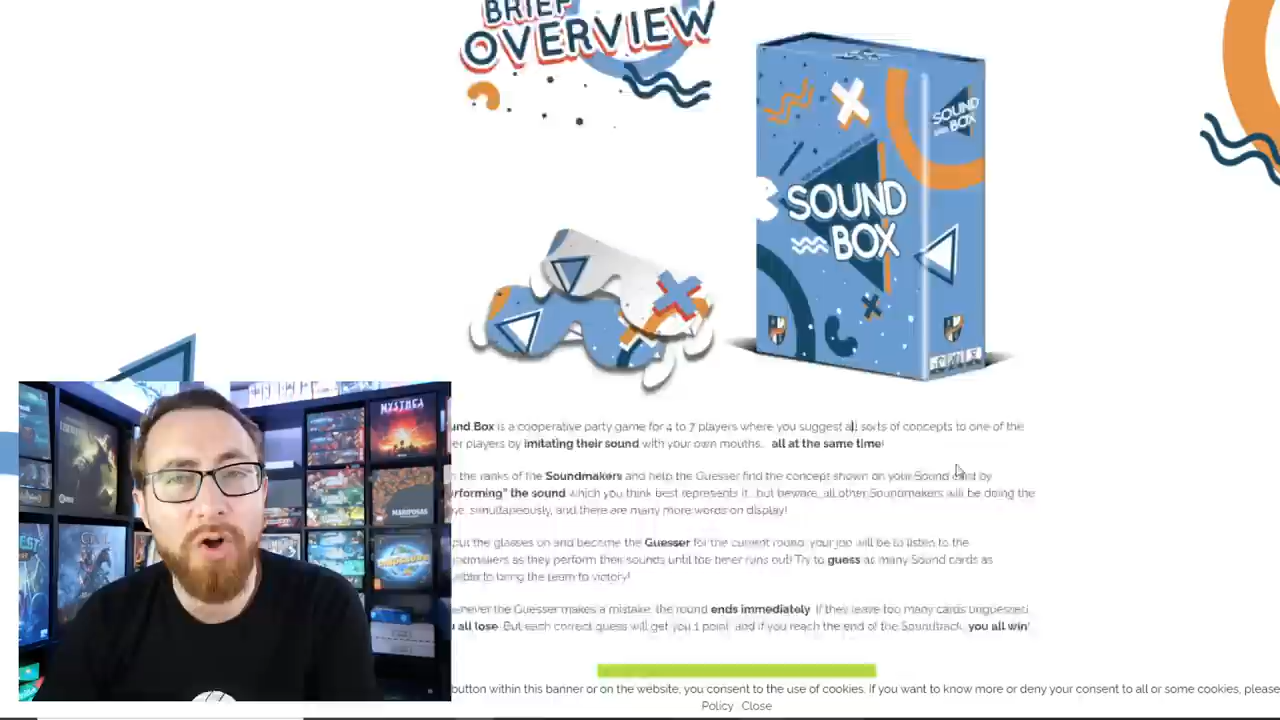 BRIEF
OVERVIEW
SOUND
BOX
SOUND
BOX
MYSTHEA
MARIPOSAS
und Box is a cooperative party game for 4 to 7 players where you suggest all sorts of concepts to one of the
er players by imitating their sound with your own mouths... all at the same time!
the ranks of the Soundmakers and help the Guesser find the concept shown on your Sound card by
rforming" the sound which you think best represents it... but beware, all other Soundmakers will be doing the
simultaneously, and there are many more words on display!
put the glasses on and become the Guesser for the current round: your job will be to listen to the
as they perform their sounds until the timer runs out! Try to guess as many Sound cards as
to bring the team to victory!
never the Guesser makes a mistake, the round ends immediately. If they leave too many cards unguessed,
all lose. But each correct guess will get you 1 point, and if you reach the end of the Soundtrack, you all win!
button within this banner or on the website, you consent to the use of cookies. If you want to know more or deny your consent to all or some cookies, please
Policy. Close